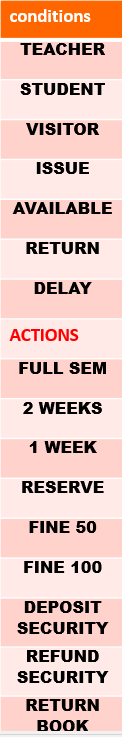 conditions
TEACHER
STUDENT
VISITOR
ISSUE
AVAILABLE
RETURN
DELAY
ACTIONS
FULL SEM
2 WEEKS
1 WEEK
RESERVE
FINE 50
FINE 100
DEPOSIT
SECURITY
REFUND
SECURITY
RETURN
BOOK